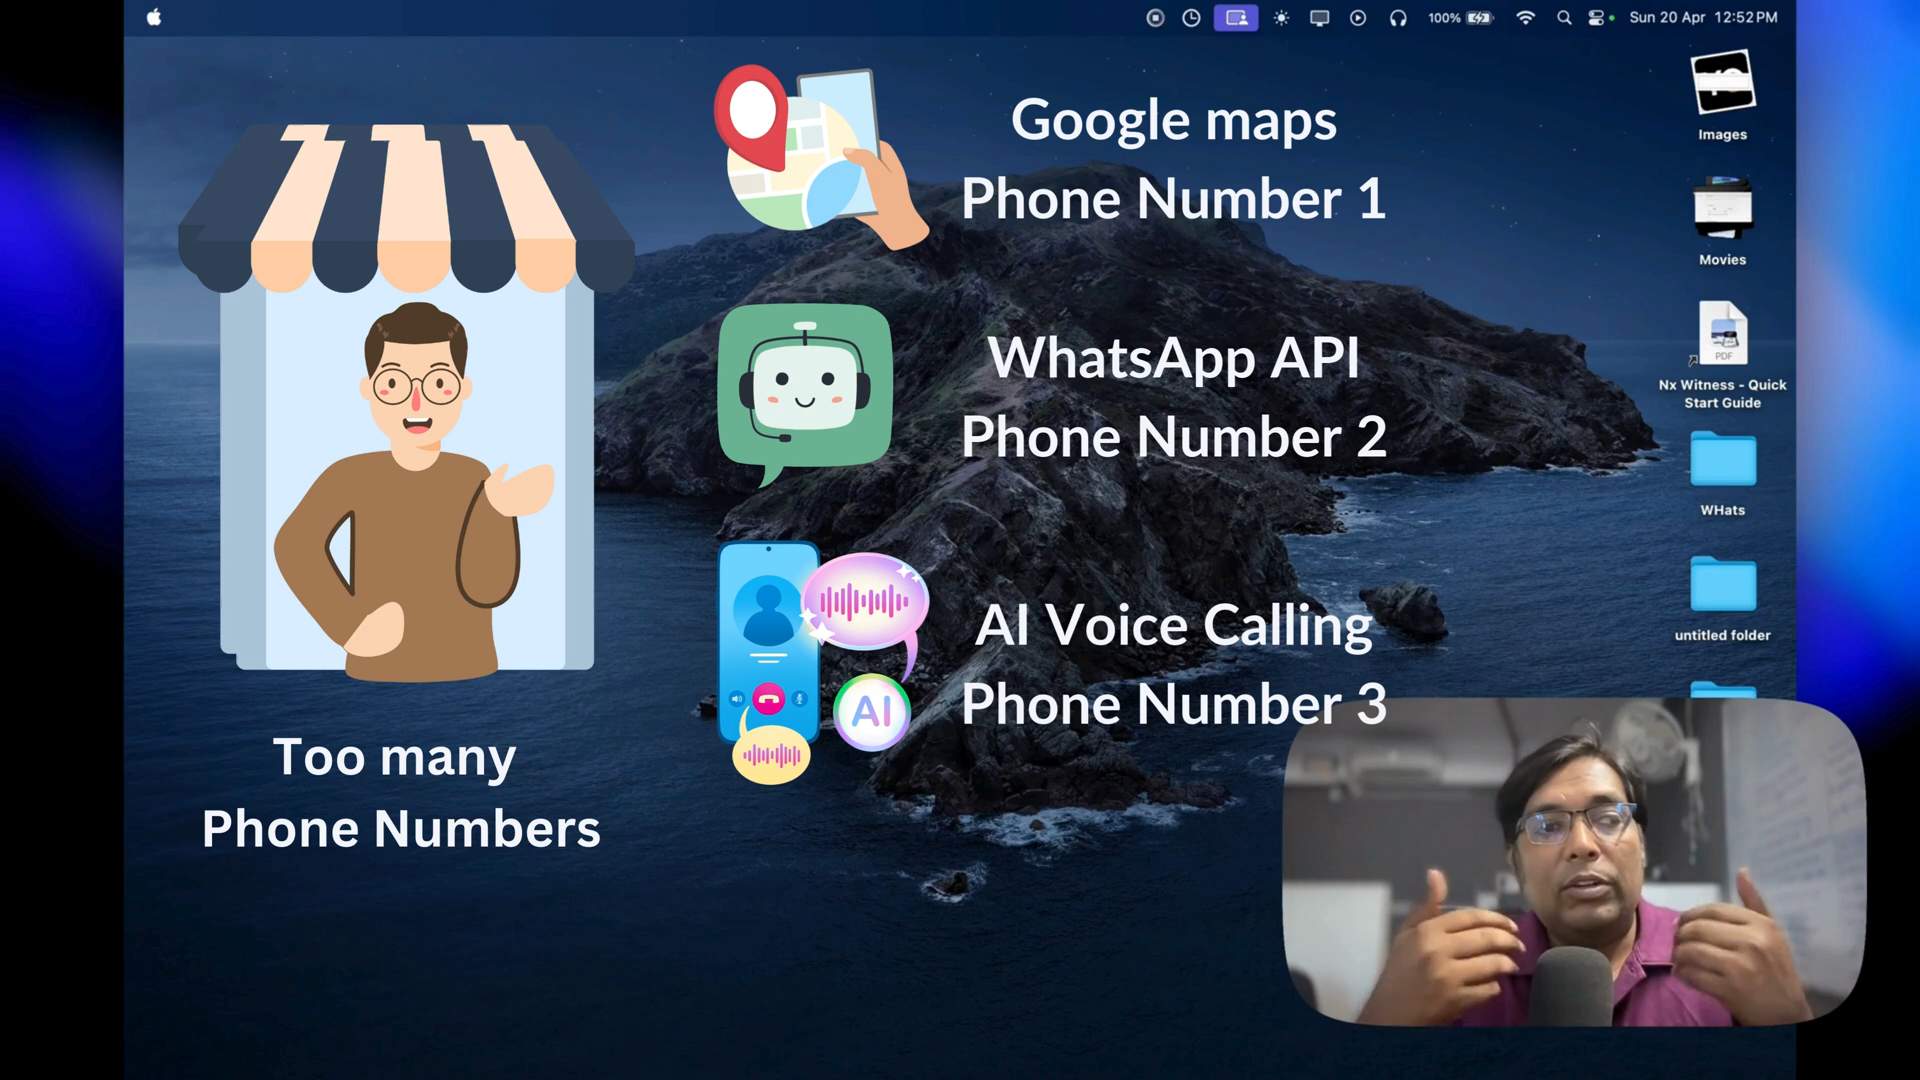 100%
Sun 20 Apr 12:52 PM
Images
Movies
PDF
Nx Witness - Quick
Start Guide
WHats
untitled folder
Google maps
Phone Number 1
WhatsApp API
Phone Number 2
AI Voice Calling
Phone Number 3
AI
Too many
Phone Numbers